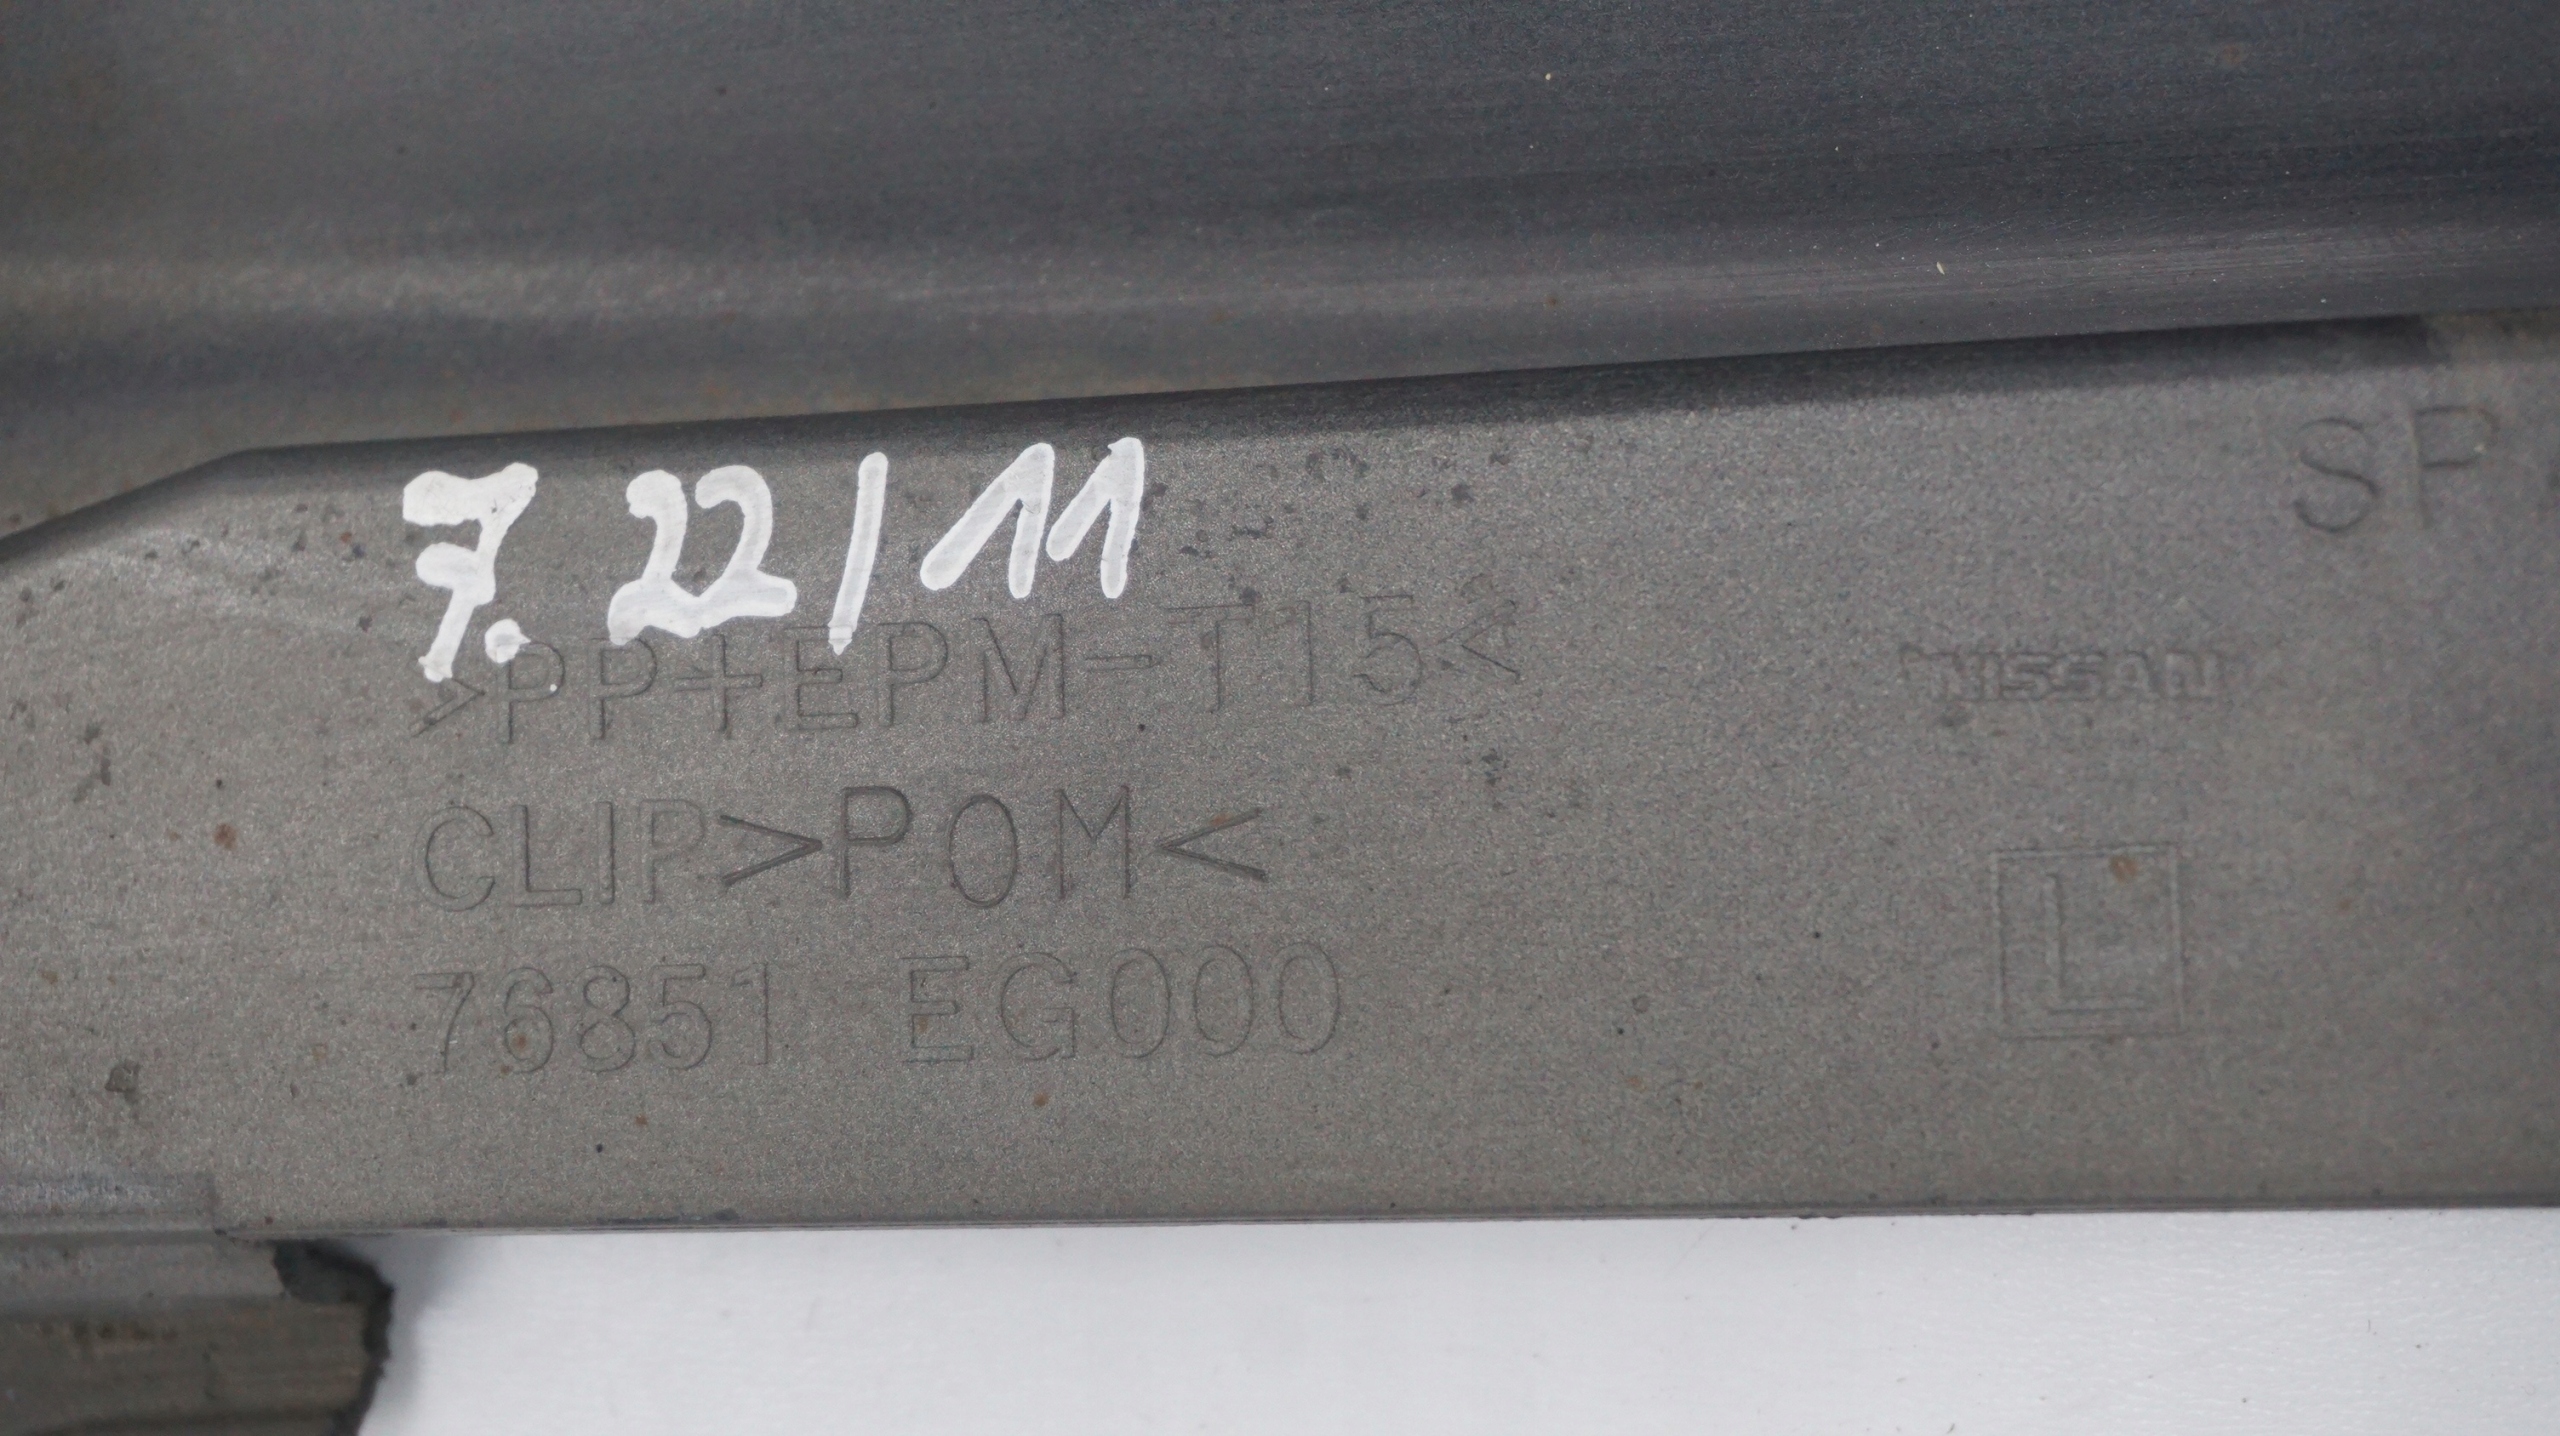 7. 22/11
SP
>PP+EPM-T15<
NISSAN
CLIP>POM<
L
76851 EG000